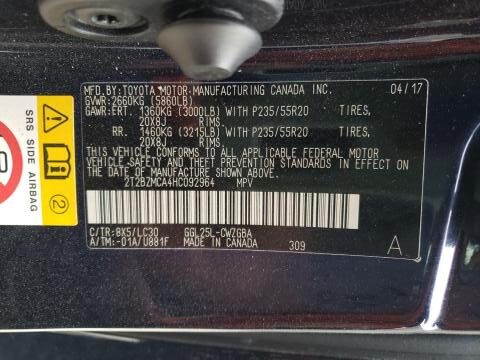 MFD.BY:TOYOTA MOTOR MANUFACTURING CANADA INC. 04/17
GVWR:2660KG (5860LB)
GAWR:ERT. 1360KG (3000LB) WITH P235/55R20 TIRES,
20X8J RIMS.
RR. 1460KG (3215LB) WITH P235/55R20 TIRES,
20X8J RIMS.
THIS VEHICLE CONFORMS TO ALL APPLICABLE FEDERAL MOTOR
VEHICLE SAFETY AND THEFT PREVENTION STANDARDS IN EFFECT
ON THE DATE OF MANUFACTURE SHOWN ABOVE.
2T2BZMCA4HC092964 MPV
C/TR:8X5/LC30 GGL25L-CWZGBA
A/TM:-01A/U881F MADE IN CANADA 309 A
SRS SIDE AIRBAG
2